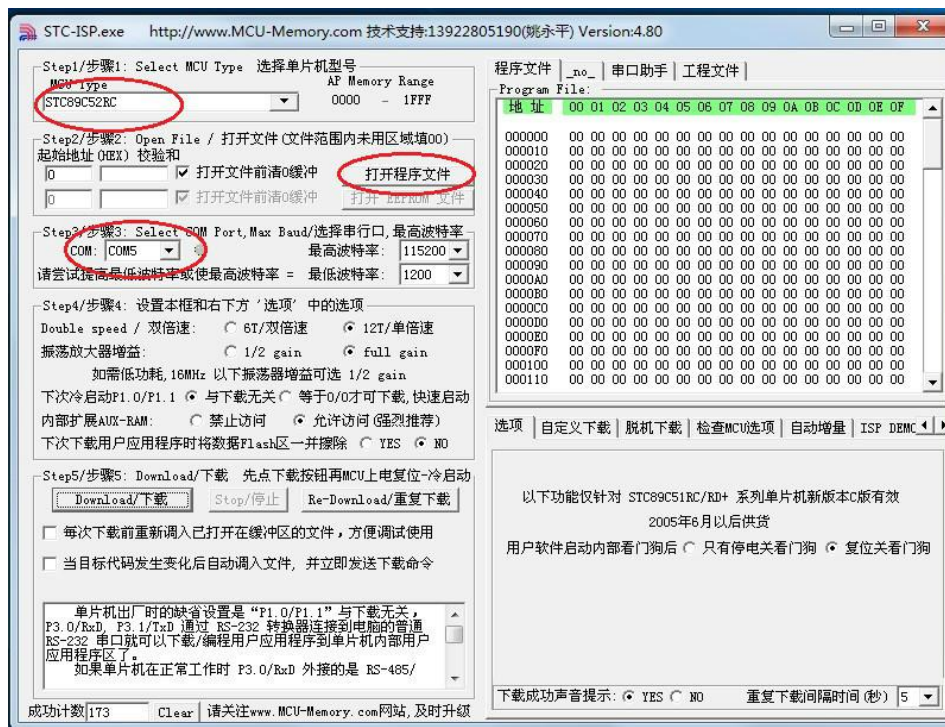 STC-ISP.exe http://www.MCU-Memory.com 技术支持:13922805190(姚永平) Version:4.80
Step1/步骤1: Select MCU Type 选择单片机型号
MCU Type AP Memory Range
STC89C52RC 0000 - 1FFF
Step2/步骤2: Open File / 打开文件(文件范围内未用区域填00)
起始地址(HEX) 校验和
0 打开文件前清0缓冲 打开程序文件
0 打开文件前清0缓冲 打开 EEPROM 文件
Step3/步骤3: Select COM Port,Max Baud/选择串行口,最高波特率
COM: COM5 最高波特率: 115200
请尝试提高最低波特率或使最高波特率 = 最低波特率: 1200
Step4/步骤4: 设置本框和右下方 '选项' 中的选项
Double speed / 双倍速: 6T/双倍速 12T/单倍速
振荡放大器增益: 1/2 gain full gain
如需低功耗,16MHz 以下振荡器增益可选 1/2 gain
下次冷启动P1.0/P1.1 与下载无关 等于0/0才可下载,快速启动
内部扩展AUX-RAM: 禁止访问 允许访问(强烈推荐)
下次下载用户应用程序时将数据Flash区一并擦除 YES NO
Step5/步骤5: Download/下载 先点下载按钮再MCU上电复位-冷启动
Download/下载 Stop/停止 Re-Download/重复下载
每次下载前重新调入已打开在缓冲区的文件，方便调试使用
当目标代码发生变化后自动调入文件, 并立即发送下载命令
单片机出厂时的缺省设置是“P1.0/P1.1”与下载无关，
P3.0/RxD, P3.1/TxD 通过 RS-232 转换器连接到电脑的普通
RS-232 串口就可以下载/编程用户应用程序到单片机内部用户
应用程序区了。
如果单片机在正常工作时 P3.0/RxD 外接的是 RS-485/
成功计数 173 Clear 请关注www.MCU-Memory.com网站,及时升级
程序文件 _no_ 串口助手 工程文件
Program File:
地 址 00 01 02 03 04 05 06 07 08 09 0A 0B 0C 0D 0E 0F
000000 00 00 00 00 00 00 00 00 00 00 00 00 00 00 00 00
000010 00 00 00 00 00 00 00 00 00 00 00 00 00 00 00 00
000020 00 00 00 00 00 00 00 00 00 00 00 00 00 00 00 00
000030 00 00 00 00 00 00 00 00 00 00 00 00 00 00 00 00
000040 00 00 00 00 00 00 00 00 00 00 00 00 00 00 00 00
000050 00 00 00 00 00 00 00 00 00 00 00 00 00 00 00 00
000060 00 00 00 00 00 00 00 00 00 00 00 00 00 00 00 00
000070 00 00 00 00 00 00 00 00 00 00 00 00 00 00 00 00
000080 00 00 00 00 00 00 00 00 00 00 00 00 00 00 00 00
000090 00 00 00 00 00 00 00 00 00 00 00 00 00 00 00 00
0000A0 00 00 00 00 00 00 00 00 00 00 00 00 00 00 00 00
0000B0 00 00 00 00 00 00 00 00 00 00 00 00 00 00 00 00
0000C0 00 00 00 00 00 00 00 00 00 00 00 00 00 00 00 00
0000D0 00 00 00 00 00 00 00 00 00 00 00 00 00 00 00 00
0000E0 00 00 00 00 00 00 00 00 00 00 00 00 00 00 00 00
0000F0 00 00 00 00 00 00 00 00 00 00 00 00 00 00 00 00
000100 00 00 00 00 00 00 00 00 00 00 00 00 00 00 00 00
000110 00 00 00 00 00 00 00 00 00 00 00 00 00 00 00 00
选项 自定义下载 脱机下载 检查MCU选项 自动增量 ISP DEMO
以下功能仅针对 STC89C51RC/RD+ 系列单片机新版本C版有效
2005年6月以后供货
用户软件启动内部看门狗后 只有停电关看门狗 复位关看门狗
下载成功声音提示: YES NO 重复下载间隔时间(秒) 5